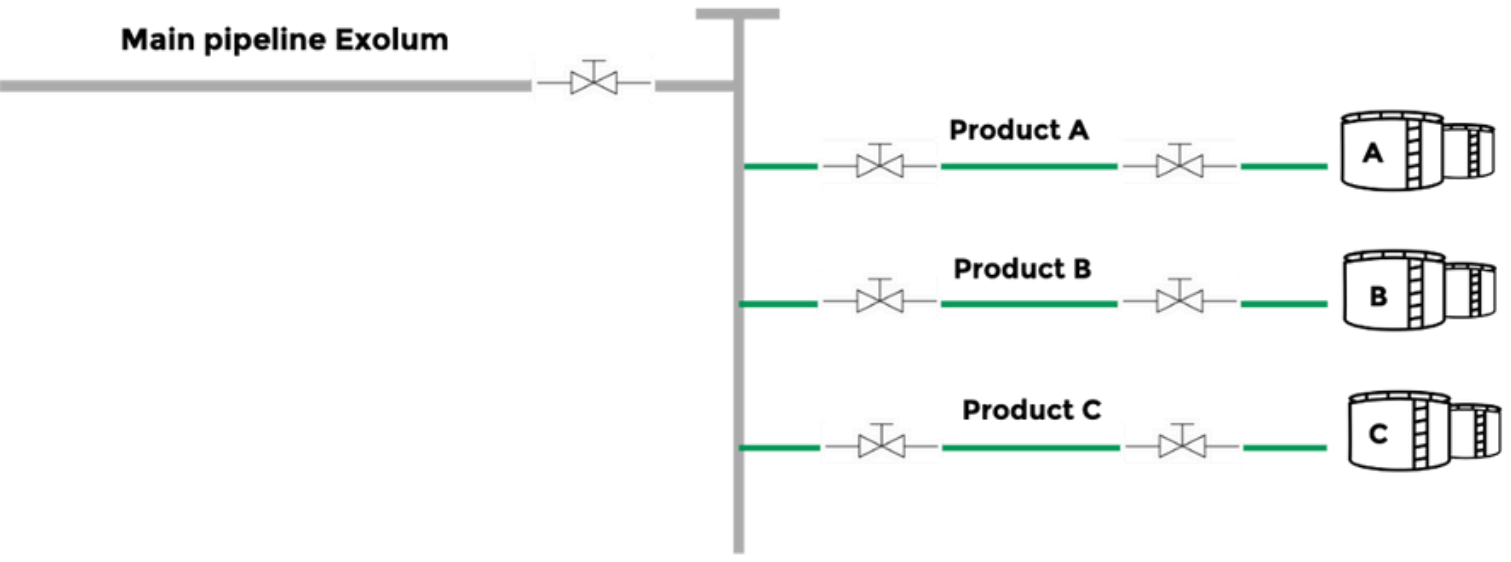 Main pipeline Exolum
Product A
A
Product B
B
Product C
C